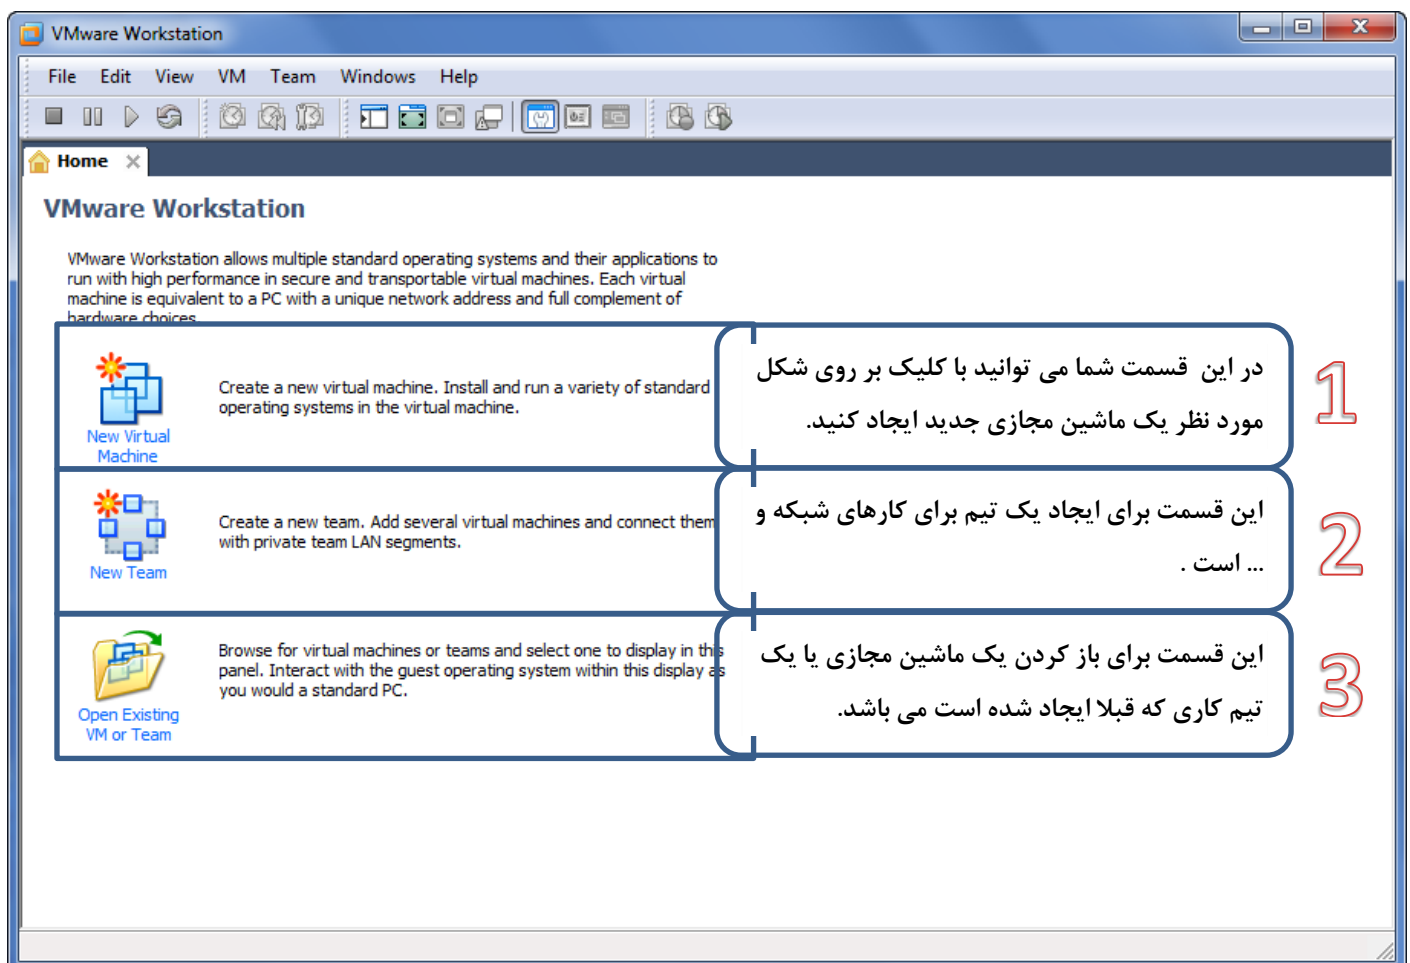 VMware Workstation
File Edit View VM Team Windows Help
Home
VMware Workstation
VMware Workstation allows multiple standard operating systems and their applications to
run with high performance in secure and transportable virtual machines. Each virtual
machine is equivalent to a PC with a unique network address and full complement of
hardware choices.
New Virtual
Machine
Create a new virtual machine. Install and run a variety of standard
operating systems in the virtual machine.
در این قسمت شما می توانید با کلیک بر روی شکل
مورد نظر یک ماشین مجازی جدید ایجاد کنید.
1
New Team
Create a new team. Add several virtual machines and connect them
with private team LAN segments.
این قسمت برای ایجاد یک تیم برای کارهای شبکه و
... است .
2
Open Existing
VM or Team
Browse for virtual machines or teams and select one to display in this
panel. Interact with the guest operating system within this display as
you would a standard PC.
این قسمت برای باز کردن یک ماشین مجازی یا یک
تیم کاری که قبلا ایجاد شده است می باشد.
3